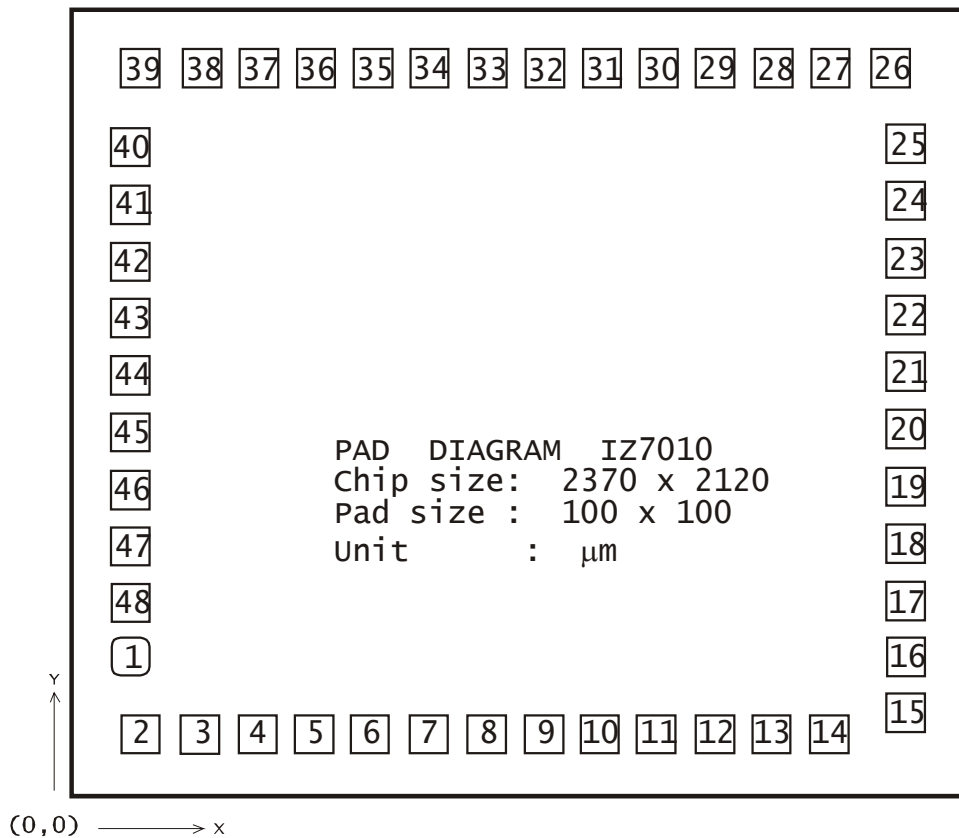 39 38 37 36 35 34 33 32 31 30 29 28 27 26
40 25
41 24
42 23
43 22
44 21
45 20
PAD DIAGRAM IZ7010
Chip size: 2370 x 2120
46 19
Pad size : 100 x 100
47 18
Unit : μm
48 17
1 16
Y
15
2 3 4 5 6 7 8 9 10 11 12 13 14
(0,0) X